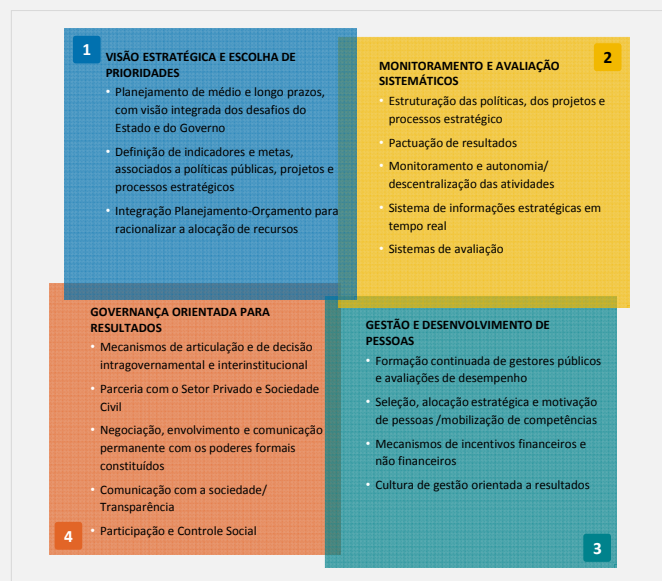 1
VISÃO ESTRATÉGICA E ESCOLHA DE
PRIORIDADES
• Planejamento de médio e longo prazos,
com visão integrada dos desafios do
Estado e do Governo
• Definição de indicadores e metas,
associados a políticas públicas, projetos e
processos estratégicos
• Integração Planejamento-Orçamento para
racionalizar a alocação de recursos
2
MONITORAMENTO E AVALIAÇÃO
SISTEMÁTICOS
• Estruturação das políticas, dos projetos e
processos estratégico
• Pactuação de resultados
• Monitoramento e autonomia/
descentralização das atividades
• Sistema de informações estratégicas em
tempo real
• Sistemas de avaliação
GESTÃO E DESENVOLVIMENTO DE
PESSOAS
• Formação continuada de gestores públicos
e avaliações de desempenho
• Seleção, alocação estratégica e motivação
de pessoas /mobilização de competências
• Mecanismos de incentivos financeiros e
não financeiros
• Cultura de gestão orientada a resultados
3
GOVERNANÇA ORIENTADA PARA
RESULTADOS
• Mecanismos de articulação e de decisão
intragovernamental e interinstitucional
• Parceria com o Setor Privado e Sociedade
Civil
• Negociação, envolvimento e comunicação
permanente com os poderes formais
constituídos
• Comunicação com a sociedade/
Transparência
• Participação e Controle Social
4